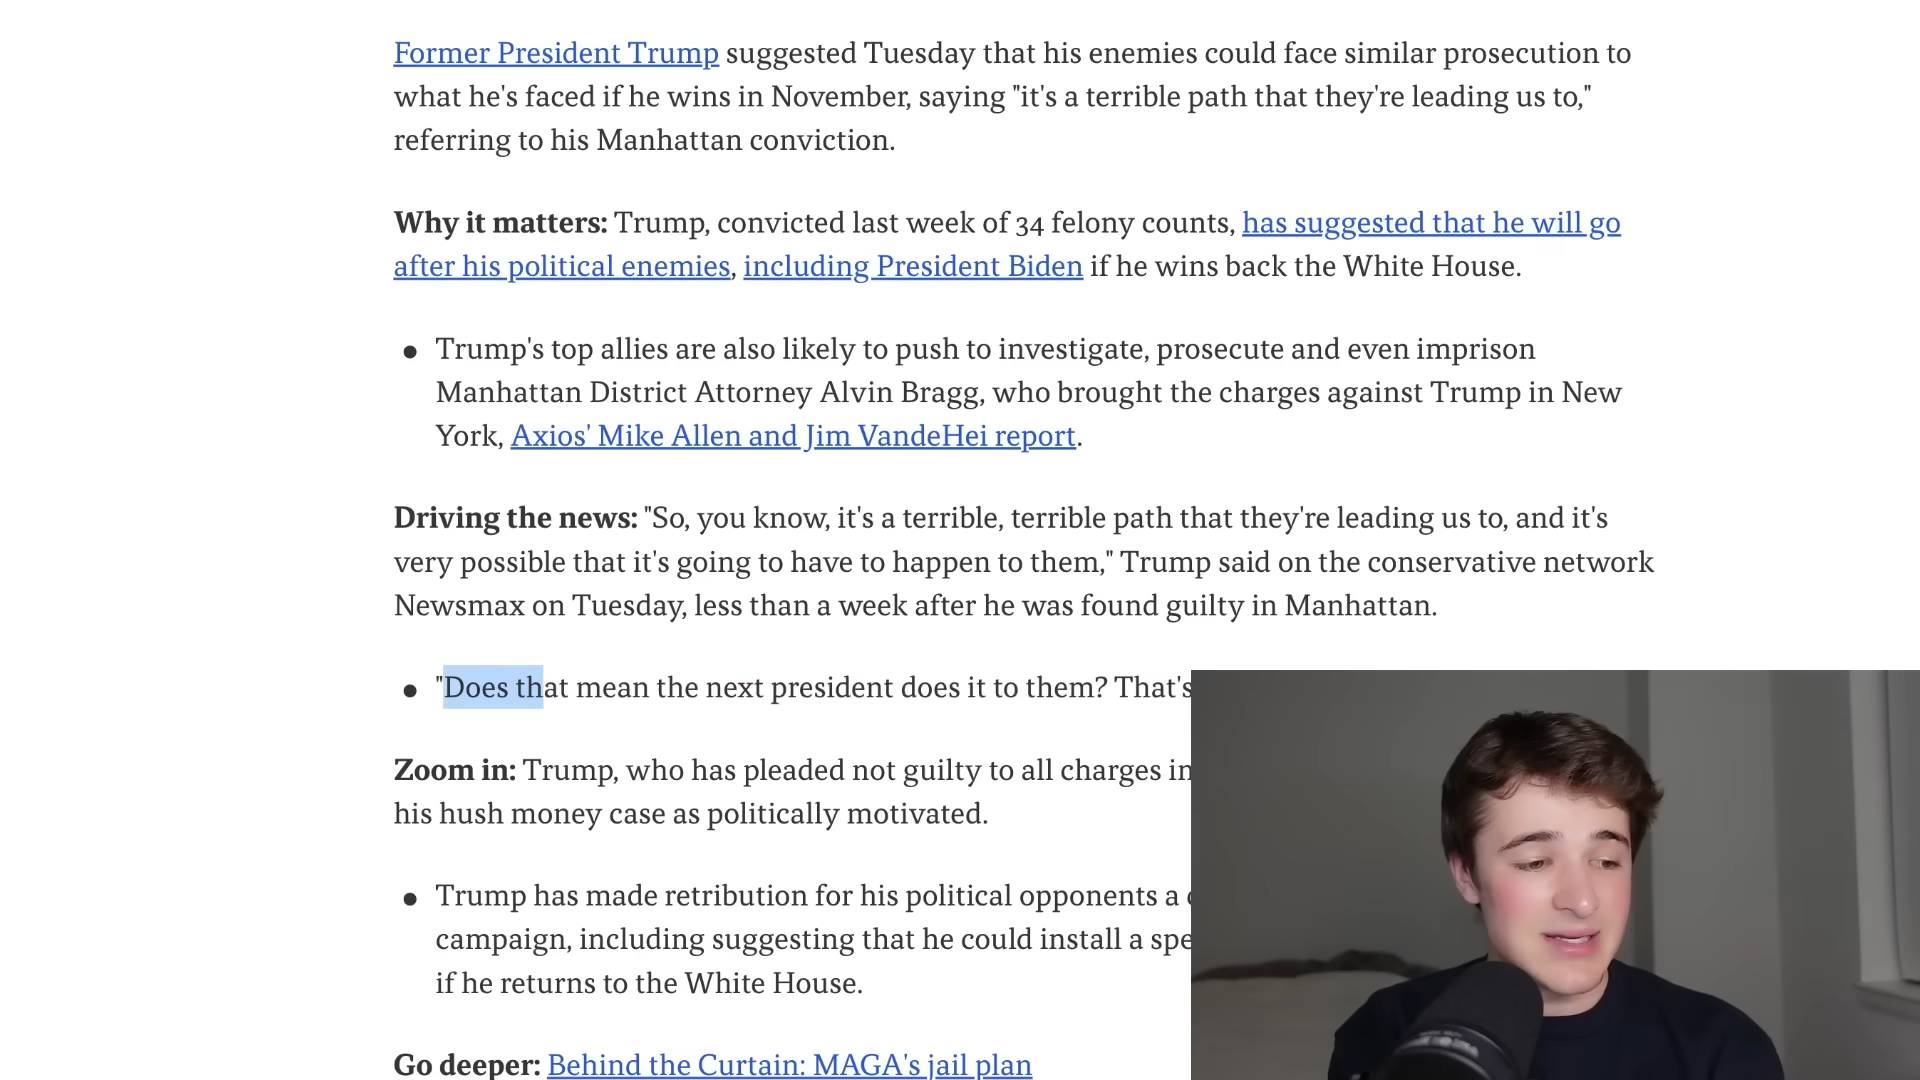 Former President Trump suggested Tuesday that his enemies could face similar prosecution to
what he's faced if he wins in November, saying "it's a terrible path that they're leading us to,"
referring to his Manhattan conviction.
Why it matters: Trump, convicted last week of 34 felony counts, has suggested that he will go
after his political enemies, including President Biden if he wins back the White House.
● Trump's top allies are also likely to push to investigate, prosecute and even imprison
Manhattan District Attorney Alvin Bragg, who brought the charges against Trump in New
York, Axios' Mike Allen and Jim VandeHei report.
Driving the news: "So, you know, it's a terrible, terrible path that they're leading us to, and it's
very possible that it's going to have to happen to them," Trump said on the conservative network
Newsmax on Tuesday, less than a week after he was found guilty in Manhattan.
● "Does that mean the next president does it to them? That's
Zoom in: Trump, who has pleaded not guilty to all charges in
his hush money case as politically motivated.
● Trump has made retribution for his political opponents a
campaign, including suggesting that he could install a
if he returns to the White House.
Go deeper: Behind the Curtain: MAGA's jail plan